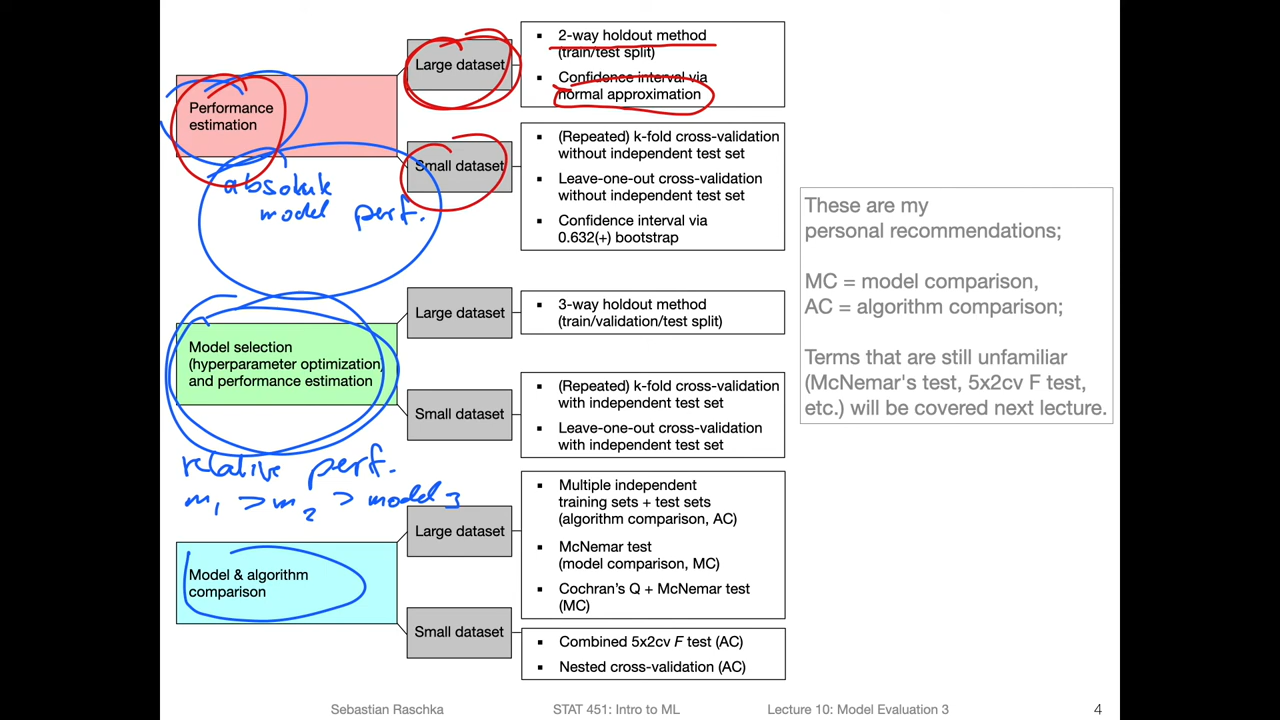 Performance
estimation
Large dataset
▪ 2-way holdout method
(train/test split)
▪ Confidence interval via
normal approximation
Small dataset
▪ (Repeated) k-fold cross-validation
without independent test set
▪ Leave-one-out cross-validation
without independent test set
▪ Confidence interval via
0.632(+) bootstrap
absolute
model perf.
Model selection
(hyperparameter optimization)
and performance estimation
Large dataset
▪ 3-way holdout method
(train/validation/test split)
Small dataset
▪ (Repeated) k-fold cross-validation
with independent test set
▪ Leave-one-out cross-validation
with independent test set
relative perf.
m1 > m2 > model 3
Model & algorithm
comparison
Large dataset
▪ Multiple independent
training sets + test sets
(algorithm comparison, AC)
▪ McNemar test
(model comparison, MC)
▪ Cochran's Q + McNemar test
(MC)
Small dataset
▪ Combined 5x2cv F test (AC)
▪ Nested cross-validation (AC)
These are my
personal recommendations;
MC = model comparison,
AC = algorithm comparison;
Terms that are still unfamiliar
(McNemar's test, 5x2cv F test,
etc.) will be covered next lecture.
Sebastian Raschka STAT 451: Intro to ML Lecture 10: Model Evaluation 3 4